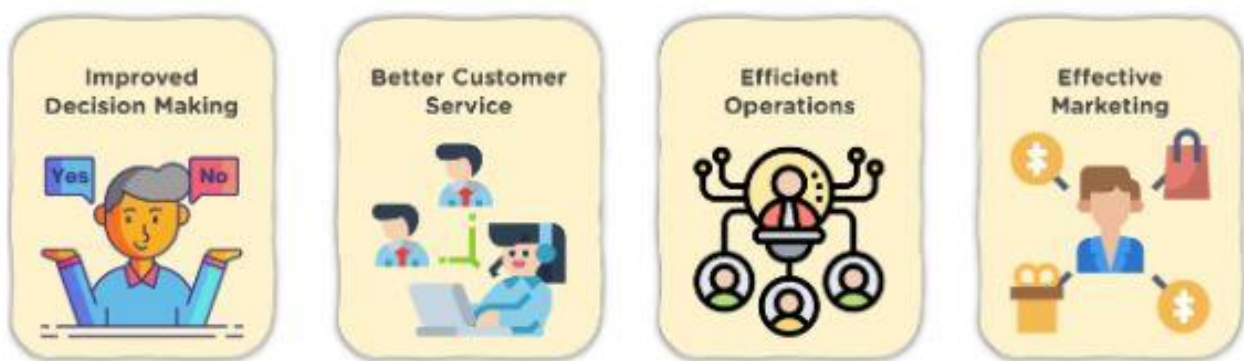 Improved
Decision Making
Yes
No
Better Customer
Service
Efficient
Operations
Effective
Marketing